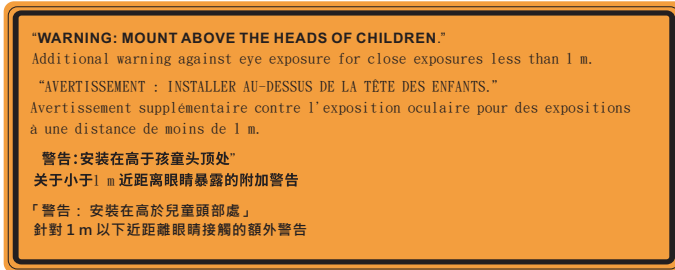 “WARNING: MOUNT ABOVE THE HEADS OF CHILDREN.”
Additional warning against eye exposure for close exposures less than 1 m.
“AVERTISSEMENT : INSTALLER AU-DESSUS DE LA TÊTE DES ENFANTS.”
Avertissement supplémentaire contre l'exposition oculaire pour des expositions
à une distance de moins de 1 m.
警告:安装在高于孩童头顶处”
关于小于1 m 近距离眼睛暴露的附加警告
「警告： 安裝在高於兒童頭部處」
針對 1 m 以下近距離眼睛接觸的額外警告